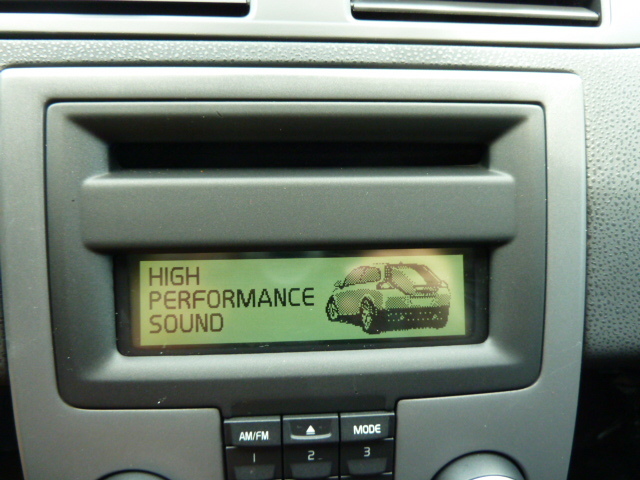 HIGH
PERFORMANCE
SOUND
AM/FM
MODE
1
2
3